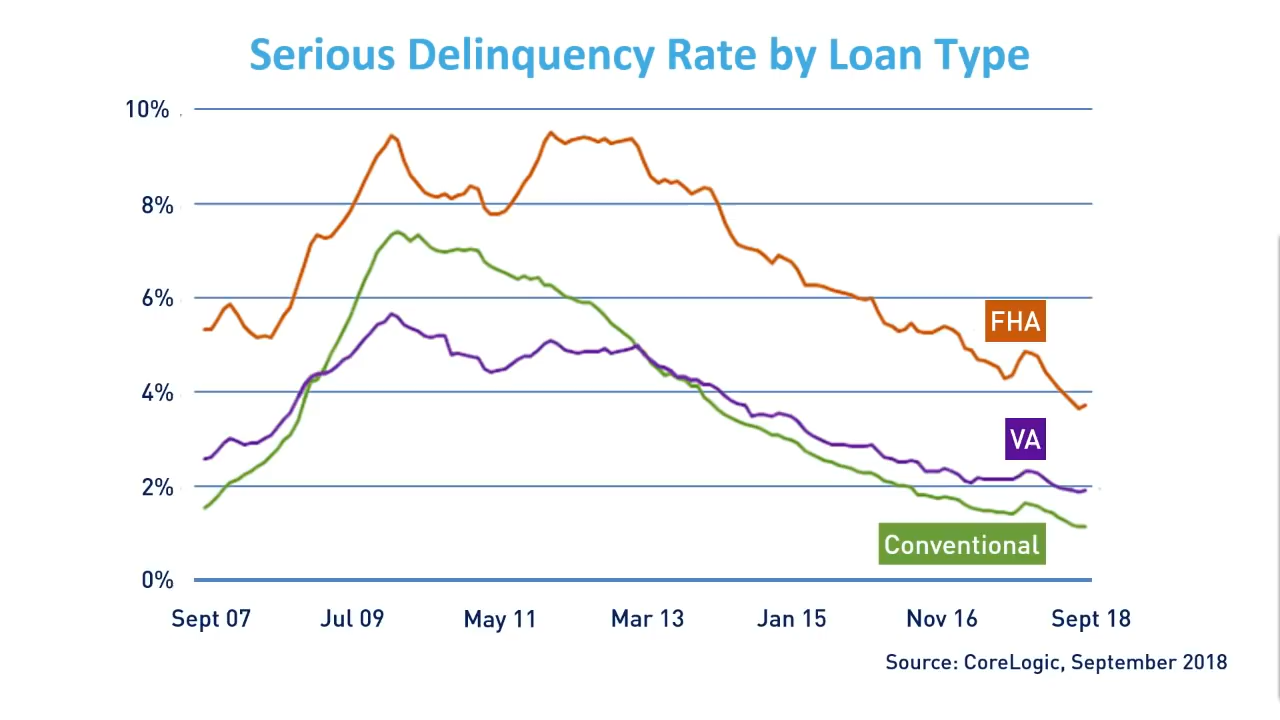 Serious Delinquency Rate by Loan Type
10%
8%
6%
4%
2%
0%
FHA
VA
Conventional
Sept 07 Jul 09 May 11 Mar 13 Jan 15 Nov 16 Sept 18
Source: CoreLogic, September 2018